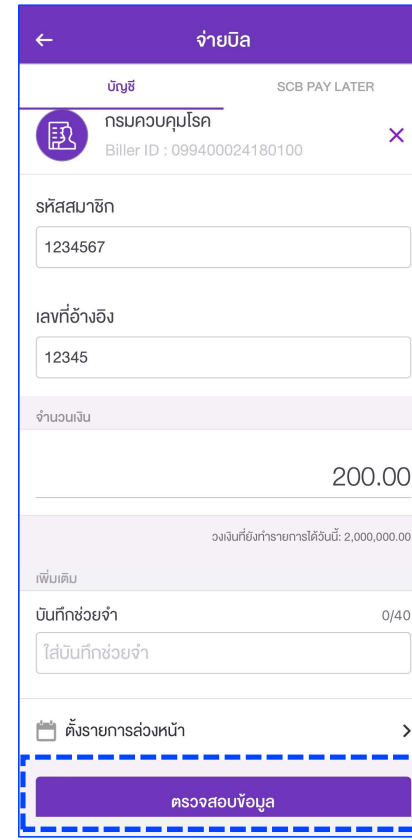 จ่ายบิล
บัญชี
SCB PAY LATER
กรมควบคุมโรค
Biller ID : 099400024180100
รหัสสมาชิก
1234567
เลขที่อ้างอิง
12345
จำนวนเงิน
200.00
วงเงินที่ยังทำรายการได้วันนี้: 2,000,000.00
เพิ่มเติม
บันทึกช่วยจำ 0/40
ใส่บันทึกช่วยจำ
ตั้งรายการล่วงหน้า
ตรวจสอบข้อมูล